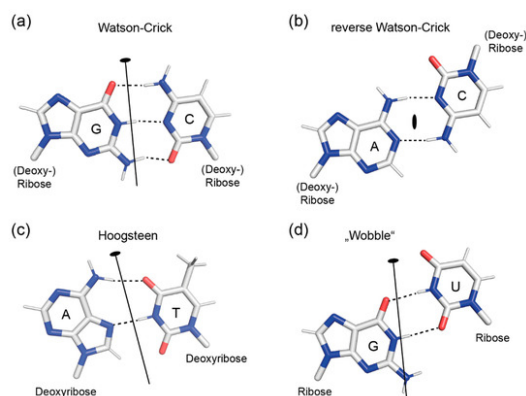 (a)
Watson-Crick
G
C
(Deoxy-)
Ribose
(Deoxy-)
Ribose
(b)
reverse Watson-Crick
(Deoxy-)
Ribose
C
A
(Deoxy-)
Ribose
(c)
Hoogsteen
A
T
Deoxyribose
Deoxyribose
(d)
„Wobble“
U
G
Ribose
Ribose